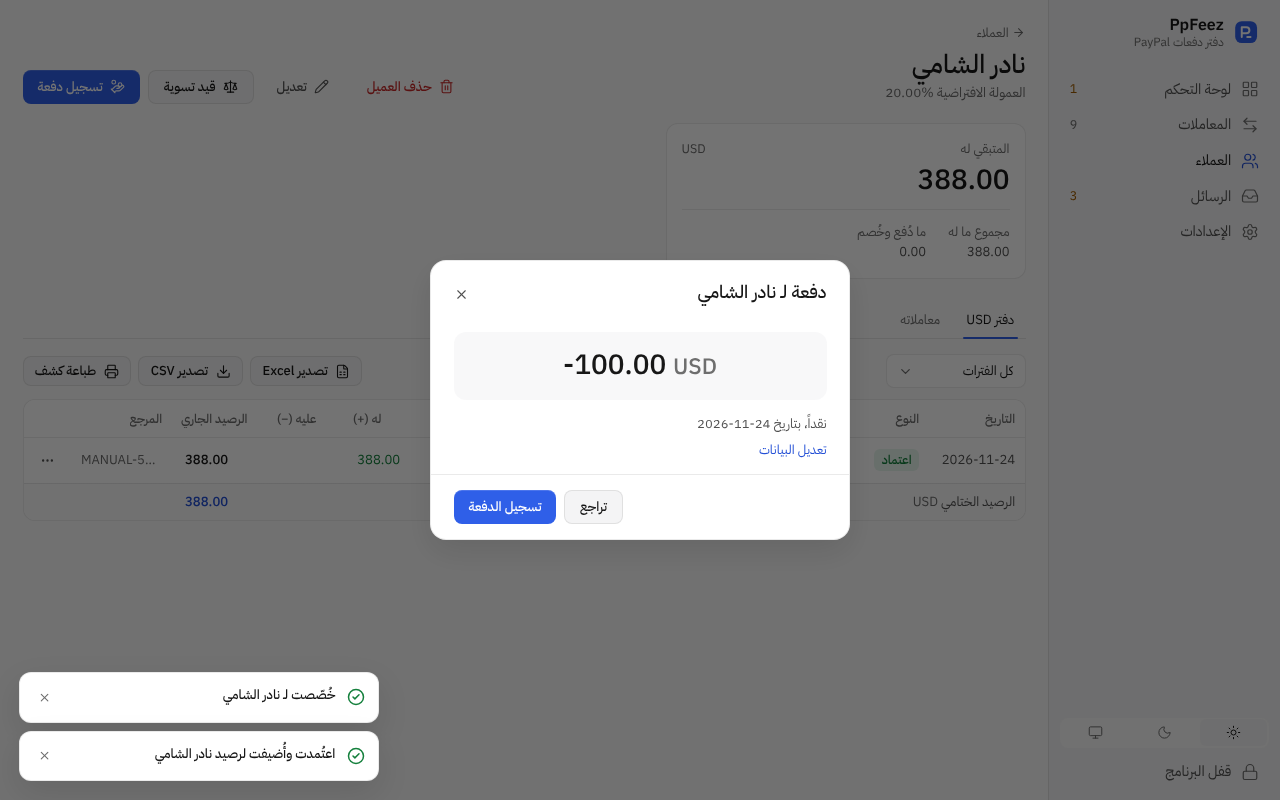 PpFeez
دفتر دفعات PayPal
لوحة التحكم 1
المعاملات 9
العملاء
الرسائل 3
الإعدادات
قفل البرنامج
العملاء
نادر الشامي
العمولة الافتراضية 20.00%
حذف العميل
تعديل
قيد تسوية
تسجيل دفعة
المتبقي له USD
388.00
مجموع ما له
388.00
ما دُفع وخُصم
0.00
دفتر USD
معاملاته
كل الفترات
تصدير Excel
تصدير CSV
طباعة كشف
التاريخ النوع له (+) عليه (−) الرصيد الجاري المرجع
2026-11-24 اعتماد 388.00 388.00 MANUAL-5...
الرصيد الختامي USD 388.00
دفعة لـ نادر الشامي
-100.00 USD
نقداً، بتاريخ 24-11-2026
تعديل البيانات
تراجع
تسجيل الدفعة
خُصّصت لـ نادر الشامي
اعتُمدت وأُضيفت لرصيد نادر الشامي